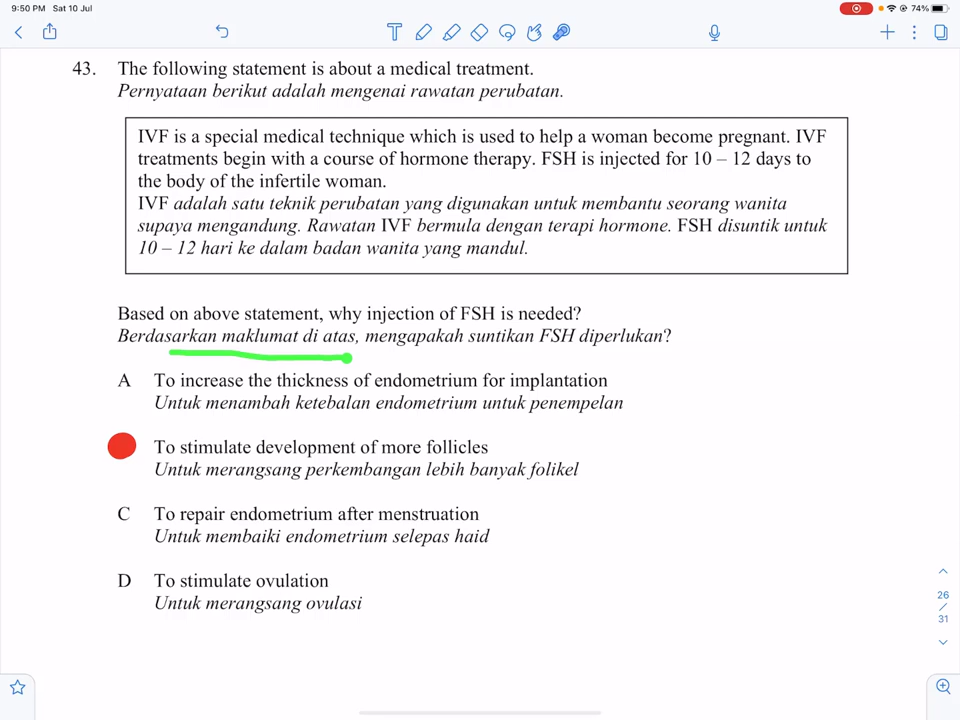 9:50 PM Sat 10 Jul
74%
43. The following statement is about a medical treatment.
Pernyataan berikut adalah mengenai rawatan perubatan.
IVF is a special medical technique which is used to help a woman become pregnant. IVF
treatments begin with a course of hormone therapy. FSH is injected for 10 – 12 days to
the body of the infertile woman.
IVF adalah satu teknik perubatan yang digunakan untuk membantu seorang wanita
supaya mengandung. Rawatan IVF bermula dengan terapi hormone. FSH disuntik untuk
10 – 12 hari ke dalam badan wanita yang mandul.
Based on above statement, why injection of FSH is needed?
Berdasarkan maklumat di atas, mengapakah suntikan FSH diperlukan?
A To increase the thickness of endometrium for implantation
Untuk menambah ketebalan endometrium untuk penempelan
To stimulate development of more follicles
Untuk merangsang perkembangan lebih banyak folikel
C To repair endometrium after menstruation
Untuk membaiki endometrium selepas haid
D To stimulate ovulation
Untuk merangsang ovulasi
26
/
31